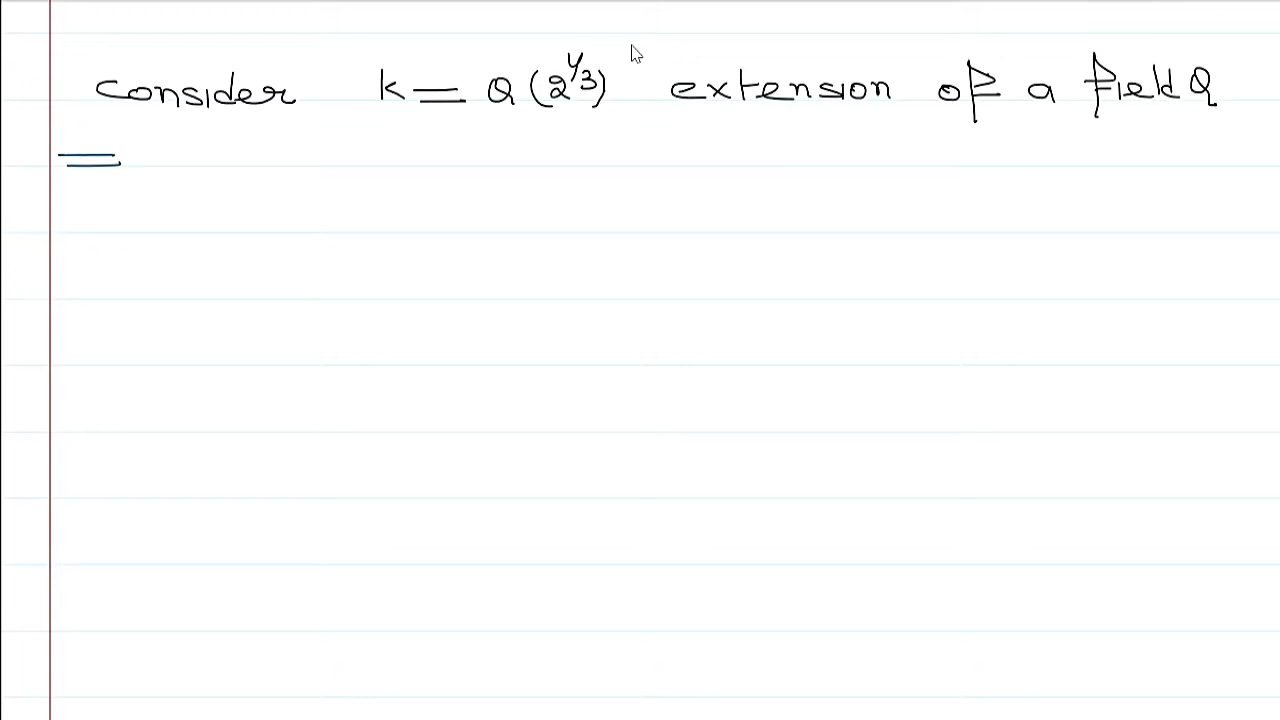 consider k = Q (2^1/3) extension of a field Q
=